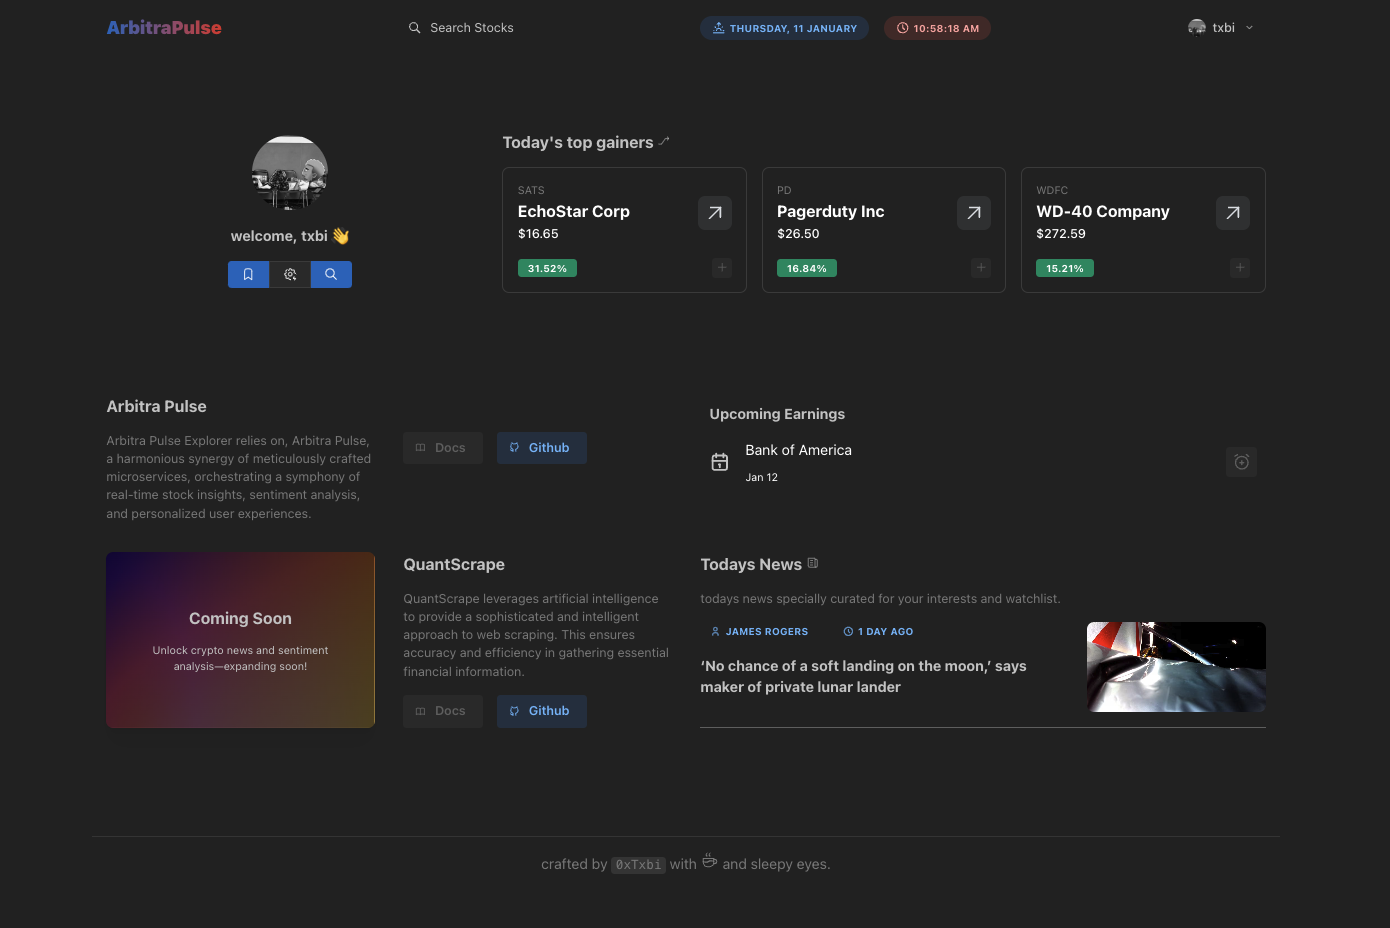 ArbitraPulse
Search Stocks
THURSDAY, 11 JANUARY
10:58:18 AM
txbi
welcome, txbi 👋
Today's top gainers
SATS
EchoStar Corp
$16.65
31.52%
PD
Pagerduty Inc
$26.50
16.84%
WDFC
WD-40 Company
$272.59
15.21%
Arbitra Pulse
Arbitra Pulse Explorer relies on, Arbitra Pulse,
a harmonious synergy of meticulously crafted
microservices, orchestrating a symphony of
real-time stock insights, sentiment analysis,
and personalized user experiences.
Docs
Github
Upcoming Earnings
Bank of America
Jan 12
Coming Soon
Unlock crypto news and sentiment
analysis—expanding soon!
QuantScrape
QuantScrape leverages artificial intelligence
to provide a sophisticated and intelligent
approach to web scraping. This ensures
accuracy and efficiency in gathering essential
financial information.
Docs
Github
Todays News
todays news specially curated for your interests and watchlist.
JAMES ROGERS
1 DAY AGO
‘No chance of a soft landing on the moon,’ says
maker of private lunar lander
crafted by 0xTxbi with ☕ and sleepy eyes.